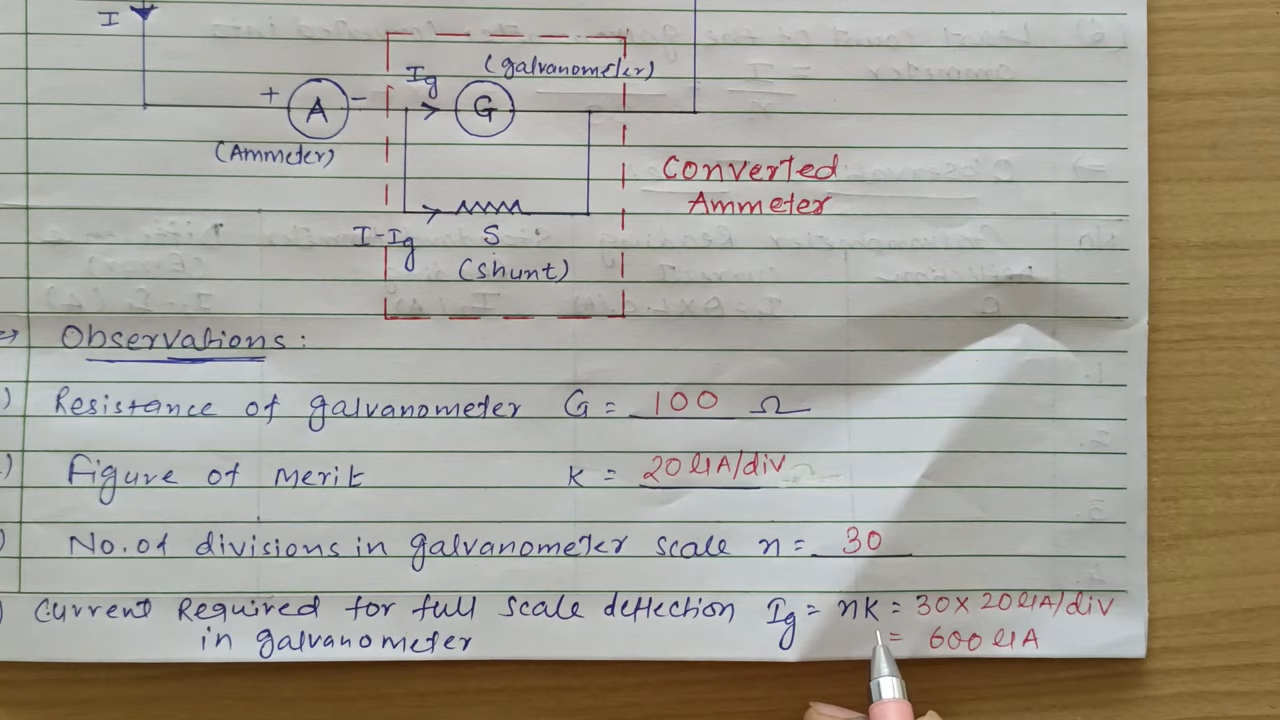 I
(galvanometer)
Ig
+ A - G
(Ammeter)
Converted
Ammeter
I-Ig S
(shunt)
⇒ Observations:
) Resistance of galvanometer G = 100 Ω
) Figure of merit K = 20 µA/div
) No. of divisions in galvanometer scale n = 30
) Current Required for full scale deflection Ig = nK = 30 x 20 µA/div
in galvanometer = 600 µA